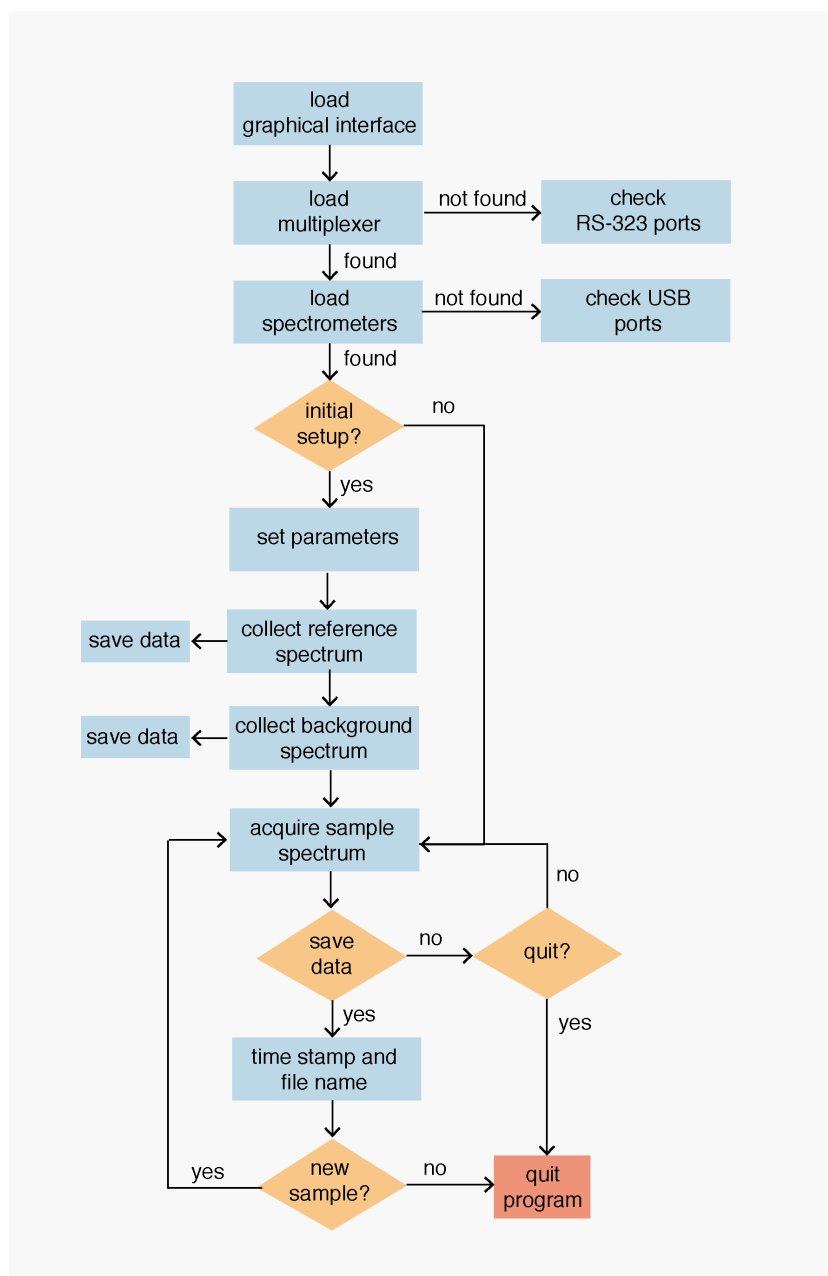 load
graphical interface
load
multiplexer
not found
check
RS-323 ports
found
load
spectrometers
not found
check USB
ports
found
initial
setup?
no
yes
set parameters
collect reference
spectrum
save data
collect background
spectrum
save data
acquire sample
spectrum
no
save
data
no
quit?
yes
yes
time stamp and
file name
new
sample?
yes
no
quit
program